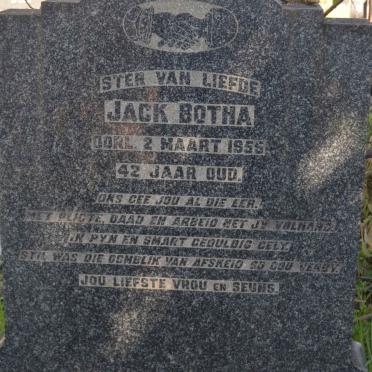 STER VAN LIEFDE
JACK BOTHA
OORL. 2 MAART 1955
42 JAAR OUD.
ONS GEE JOU AL DIE EER.
MET PLIGTE, DAAD EN ARBEID HET JY VOLHARD.
IN PYN EN SMART GEDULDIG GELY.
STIL WAS DIE OOMBLIK VAN AFSKEID SO GOU VERBY.
JOU LIEFSTE VROU EN SEUNS.